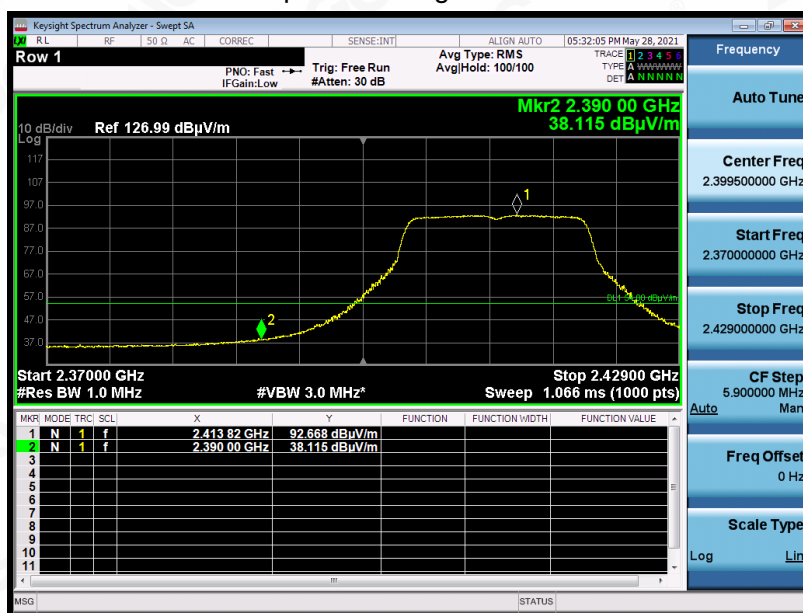 Keysight Spectrum Analyzer - Swept SA
LXI RL RF 50 Ω AC CORREC SENSE:INT ALIGN AUTO 05:32:05 PM May 28, 2021
Row 1
PNO: Fast
IFGain:Low
Trig: Free Run
#Atten: 30 dB
Avg Type: RMS
Avg|Hold: 100/100
TRACE 1 2 3 4 5 6
TYPE A WWWWW
DET A N N N N N
Mkr2 2.390 00 GHz
38.115 dBµV/m
10 dB/div Ref 126.99 dBµV/m
Log
117
107
97.0
87.0
77.0
67.0
57.0
47.0
37.0
1
2
Start 2.37000 GHz Stop 2.42900 GHz
#Res BW 1.0 MHz #VBW 3.0 MHz* Sweep 1.066 ms (1000 pts)
MKR MODE TRC SCL X Y FUNCTION FUNCTION WIDTH FUNCTION VALUE
1 N 1 f 2.413 82 GHz 92.668 dBµV/m
2 N 1 f 2.390 00 GHz 38.115 dBµV/m
3
4
5
6
7
8
9
10
11
MSG STATUS
Frequency
Auto Tune
Center Freq
2.399500000 GHz
Start Freq
2.370000000 GHz
Stop Freq
2.429000000 GHz
CF Step
5.900000 MHz
Auto Man
Freq Offset
0 Hz
Scale Type
Log Lin